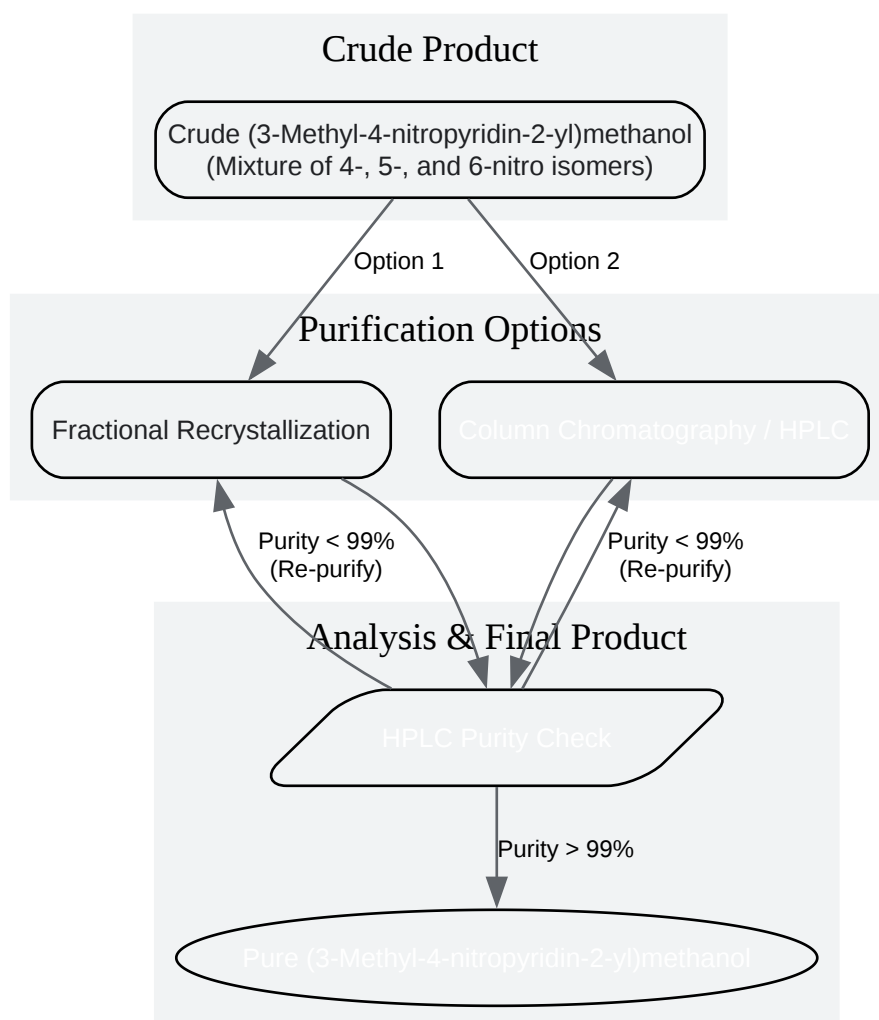 Crude Product
Crude (3-Methyl-4-nitropyridin-2-yl)methanol
(Mixture of 4-, 5-, and 6-nitro isomers)
Option 1
Option 2
Purification Options
Fractional Recrystallization
Column Chromatography / HPLC
Purity < 99%
(Re-purify)
Purity < 99%
(Re-purify)
Analysis & Final Product
HPLC Purity Check
Purity > 99%
Pure (3-Methyl-4-nitropyridin-2-yl)methanol